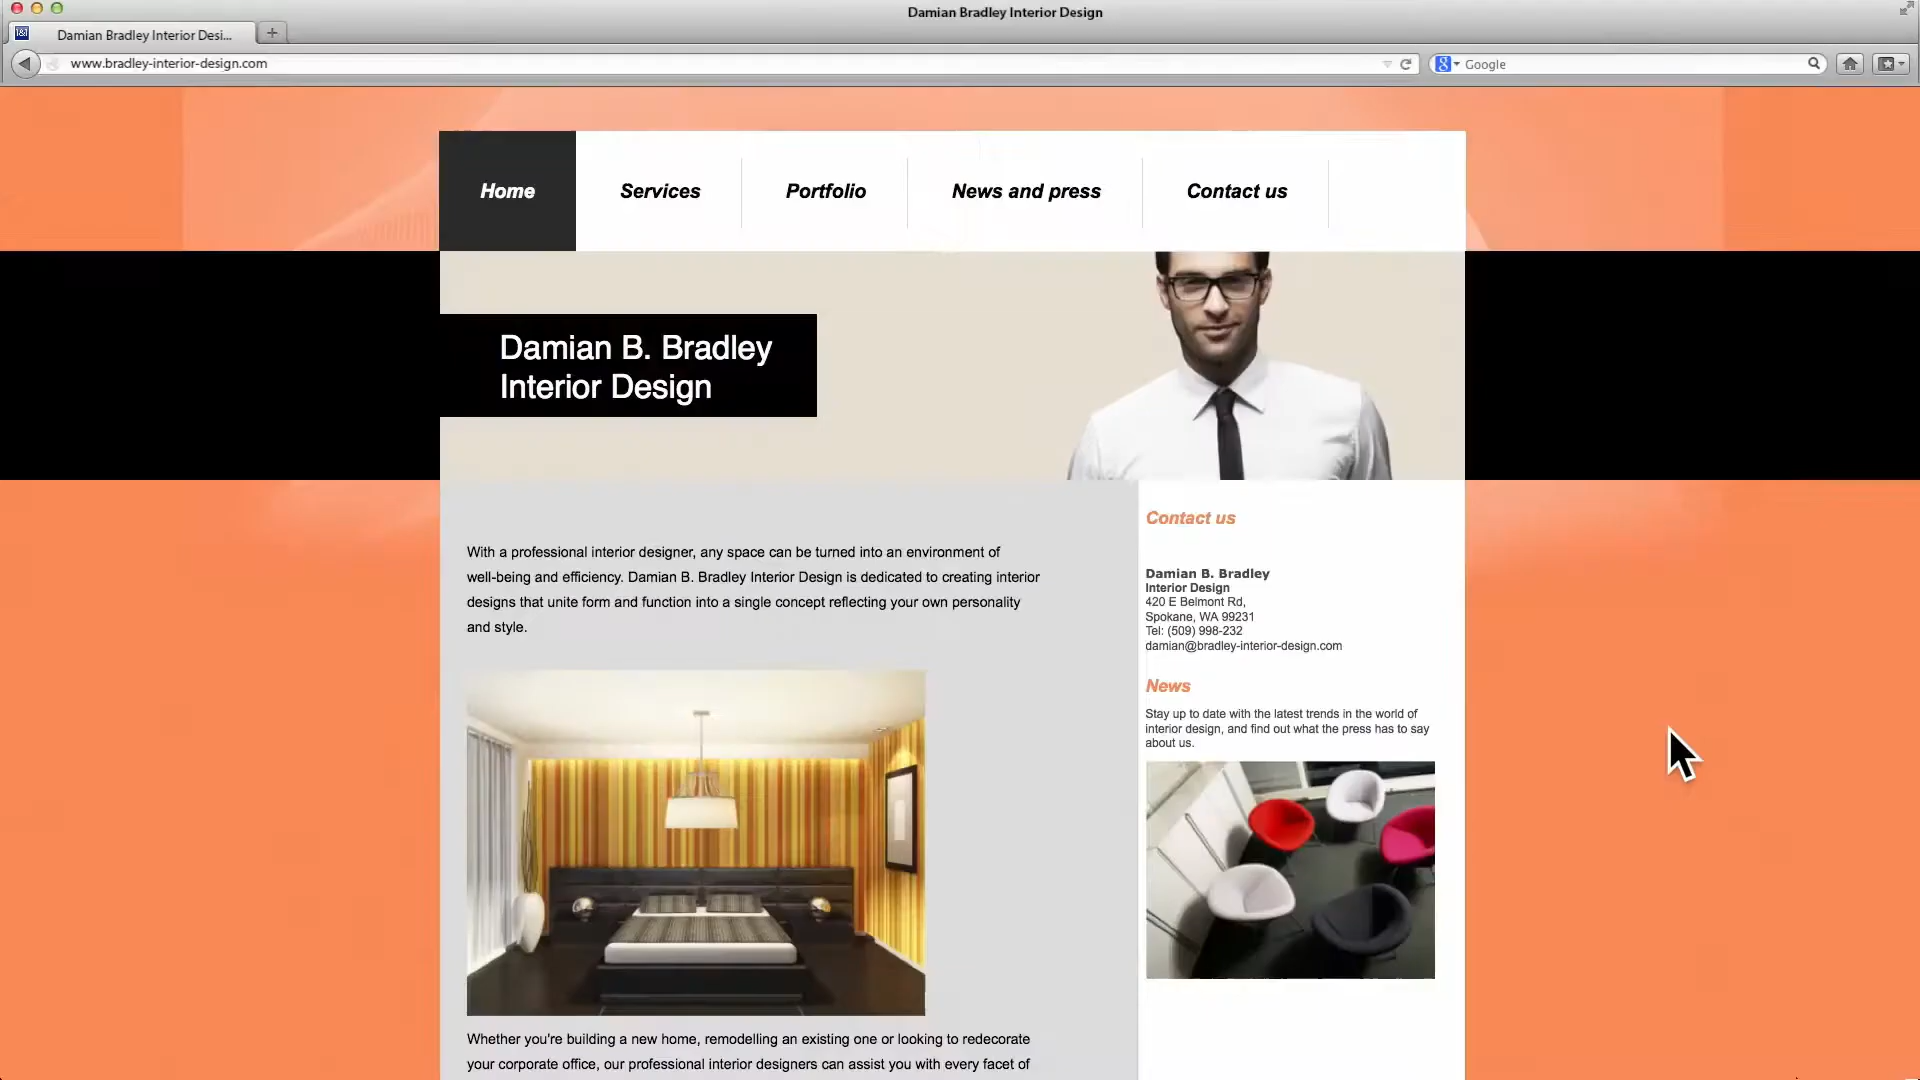 Damian Bradley Interior Design
1&1
Damian Bradley Interior Desi...
www.bradley-interior-design.com
Google
Home
Services
Portfolio
News and press
Contact us
Damian B. Bradley
Interior Design
With a professional interior designer, any space can be turned into an environment of
well-being and efficiency. Damian B. Bradley Interior Design is dedicated to creating interior
designs that unite form and function into a single concept reflecting your own personality
and style.
Whether you're building a new home, remodelling an existing one or looking to redecorate
your corporate office, our professional interior designers can assist you with every facet of
Contact us
Damian B. Bradley
Interior Design
420 E Belmont Rd,
Spokane, WA 99231
Tel: (509) 998-232
damian@bradley-interior-design.com
News
Stay up to date with the latest trends in the world of
interior design, and find out what the press has to say
about us.